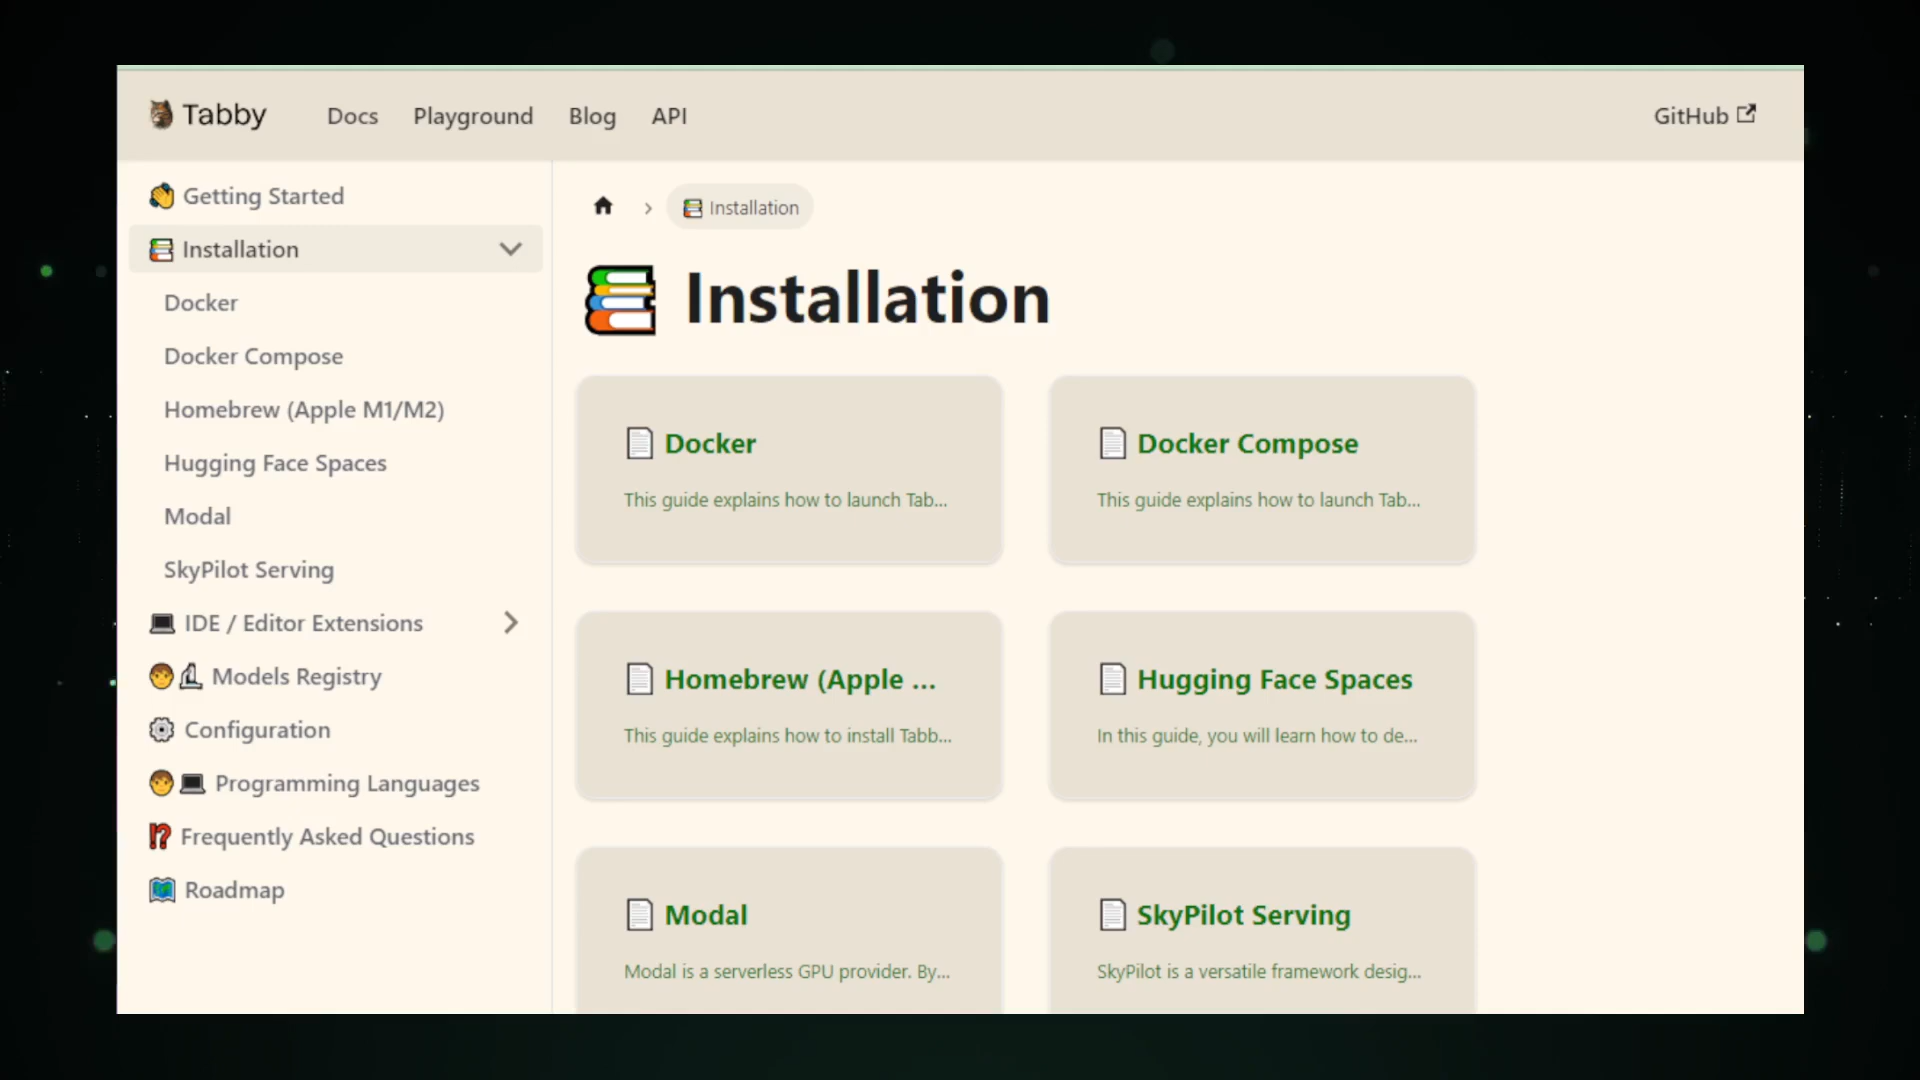 Tabby
Docs
Playground
Blog
API
GitHub
Getting Started
Installation
Docker
Docker Compose
Homebrew (Apple M1/M2)
Hugging Face Spaces
Modal
SkyPilot Serving
IDE / Editor Extensions
Models Registry
Configuration
Programming Languages
Frequently Asked Questions
Roadmap
Installation
Installation
Docker
This guide explains how to launch Tab...
Docker Compose
This guide explains how to launch Tab...
Homebrew (Apple ...
This guide explains how to install Tabb...
Hugging Face Spaces
In this guide, you will learn how to de...
Modal
Modal is a serverless GPU provider. By...
SkyPilot Serving
SkyPilot is a versatile framework desig...